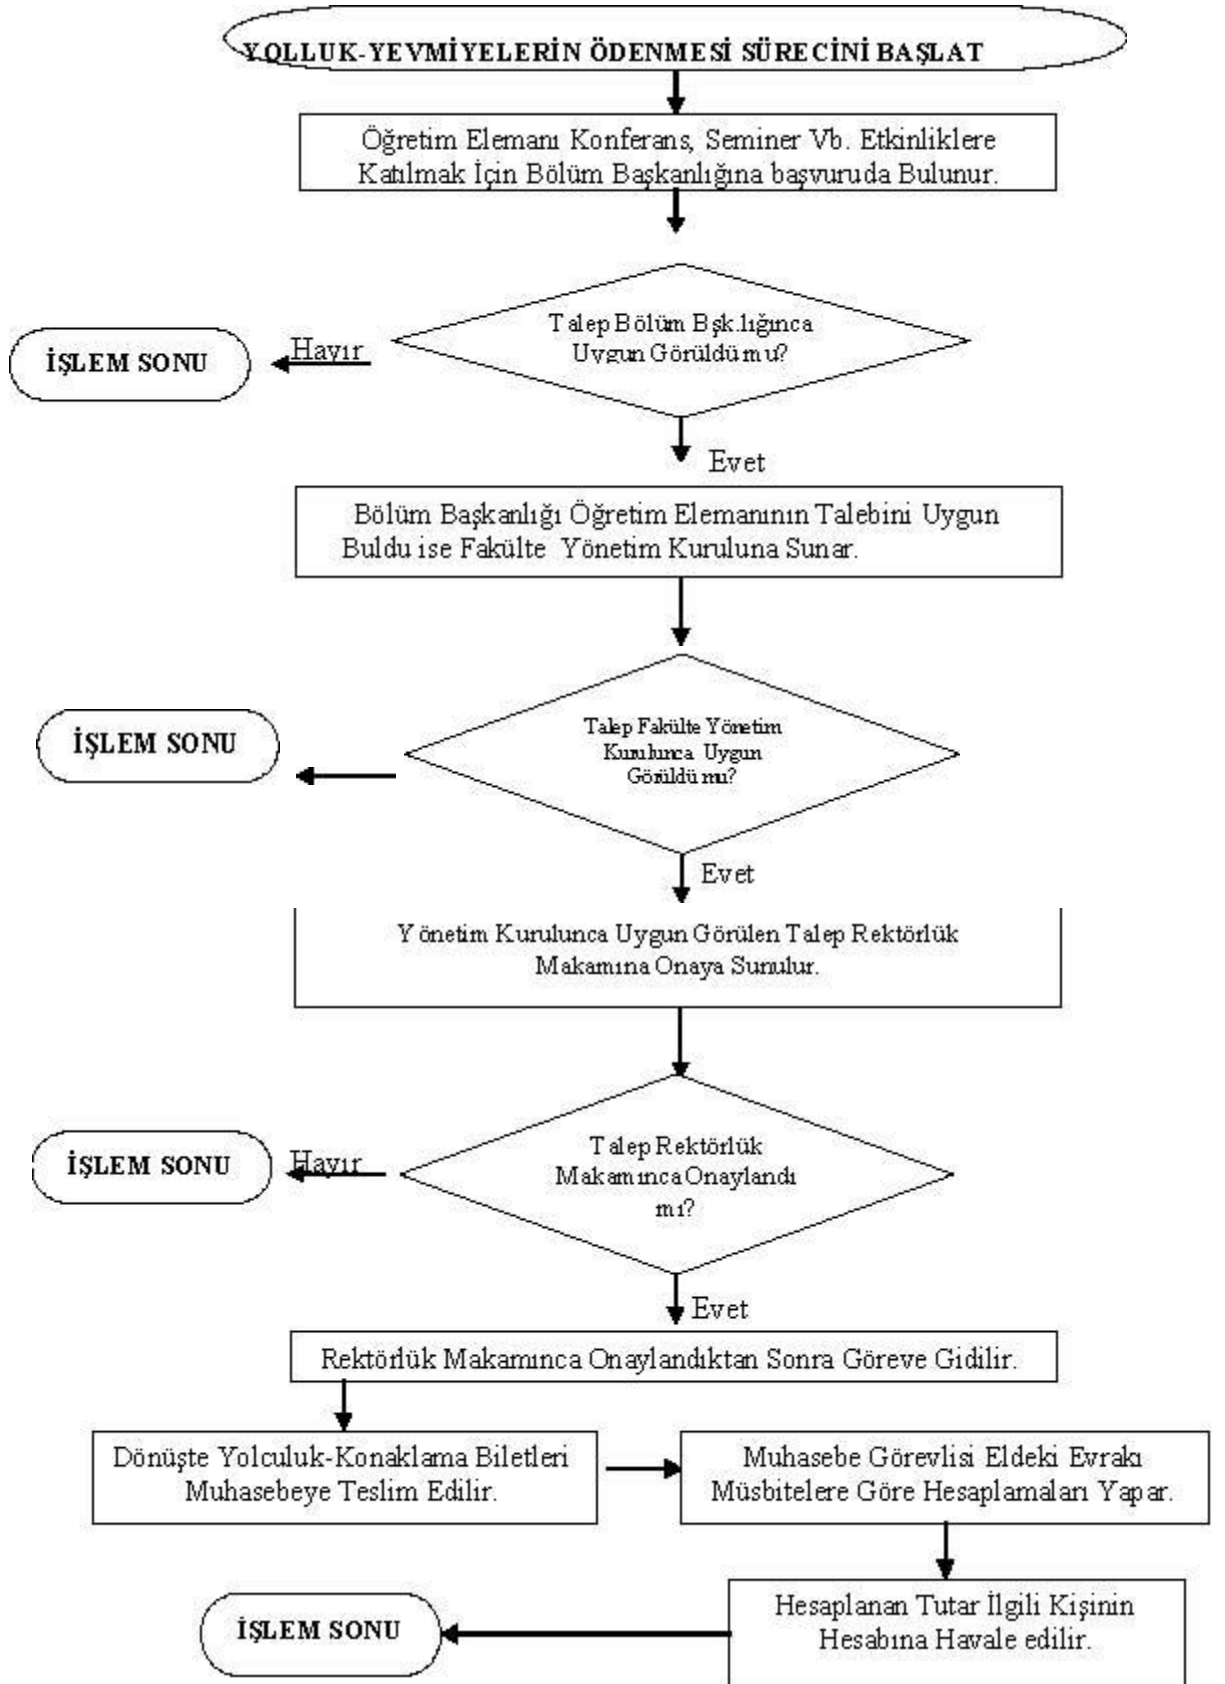 YOLLUK-YEVMİYELERİN ÖDENMESİ SÜRECİNİ BAŞLAT
Öğretim Elemanı Konferans, Seminer Vb. Etkinliklere
Katılmak İçin Bölüm Başkanlığına başvuruda Bulunur.
Talep Bölüm Bşk.lığınca
Uygun Görüldü mu?
Hayır
İŞLEM SONU
Evet
Bölüm Başkanlığı Öğretim Elemanının Talebini Uygun
Buldu ise Fakülte Yönetim Kuruluna Sunar.
Talep Fakülte Yönetim
Kurulunca Uygun
Görüldü mu?
İŞLEM SONU
Evet
Yönetim Kurulunca Uygun Görülen Talep Rektörlük
Makamına Onaya Sunulur.
Talep Rektörlük
Makamınca Onaylandı
mı?
Hayır
İŞLEM SONU
Evet
Rektörlük Makamınca Onaylandıktan Sonra Göreve Gidilir.
Dönüşte Yolculuk-Konaklama Biletleri
Muhasebeye Teslim Edilir.
Muhasebe Görevlisi Eldeki Evrakı
Müsbitelere Göre Hesaplamaları Yapar.
Hesaplanan Tutar İlgili Kişinin
Hesabına Havale edilir.
İŞLEM SONU